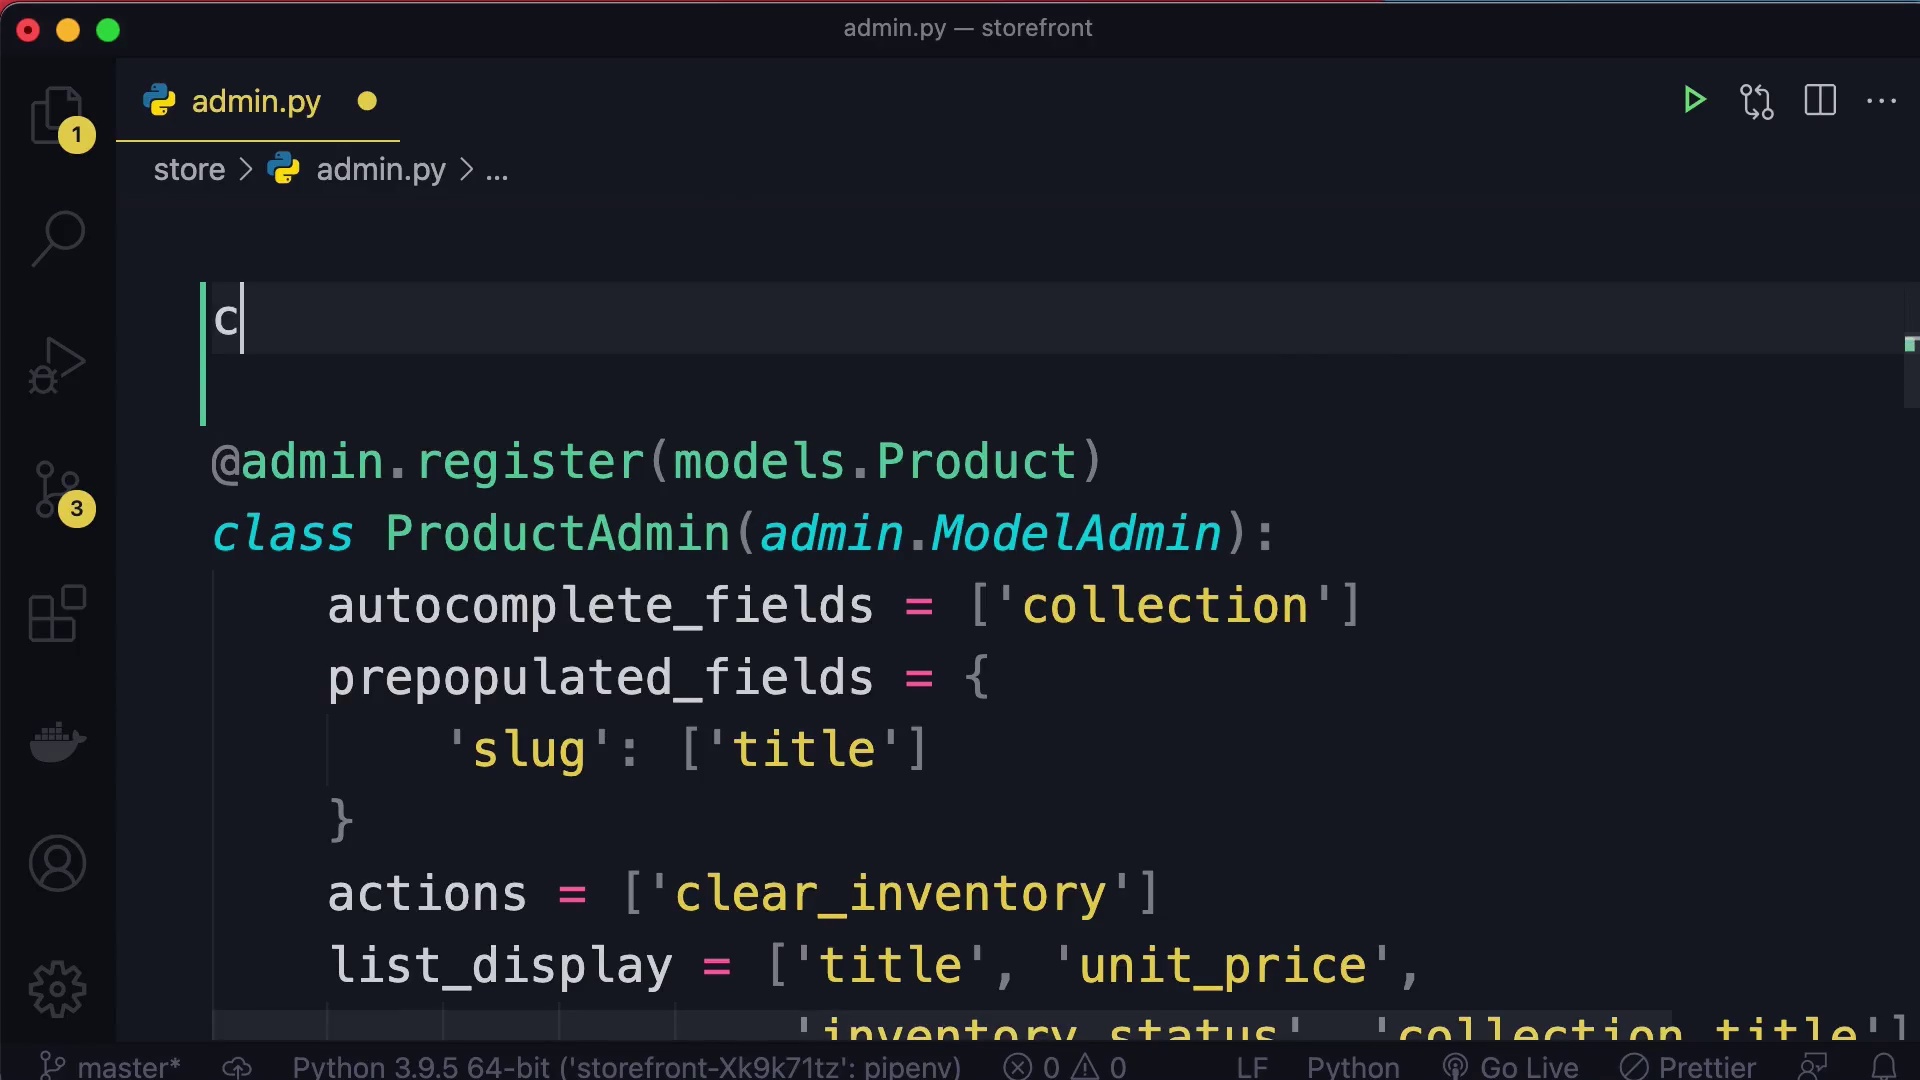 admin.py — storefront
admin.py
1
store > admin.py > ...
c
@admin.register(models.Product)
class ProductAdmin(admin.ModelAdmin):
autocomplete_fields = ['collection']
prepopulated_fields = {
'slug': ['title']
}
actions = ['clear_inventory']
list_display = ['title', 'unit_price',
'inventory_status', 'collection_title']
3
master* Python 3.9.5 64-bit ('storefront-Xk9k71tz': pipenv) 0 0 LF Python Go Live Prettier